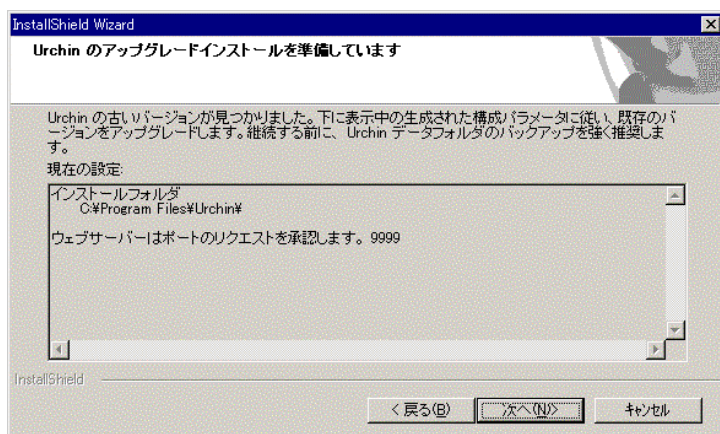 InstallShield Wizard
Urchin のアップグレードインストールを準備しています
Urchin の古いバージョンが見つかりました。下に表示中の生成された構成パラメータに従い、既存のバ
ージョンをアップグレードします。継続する前に、Urchin データフォルダのバックアップを強く推奨しま
す。
現在の設定:
インストールフォルダ
C:¥Program Files¥Urchin¥
ウェブサーバーはポートのリクエストを承認します。9999
InstallShield
< 戻る(B)
次へ(N)>
キャンセル